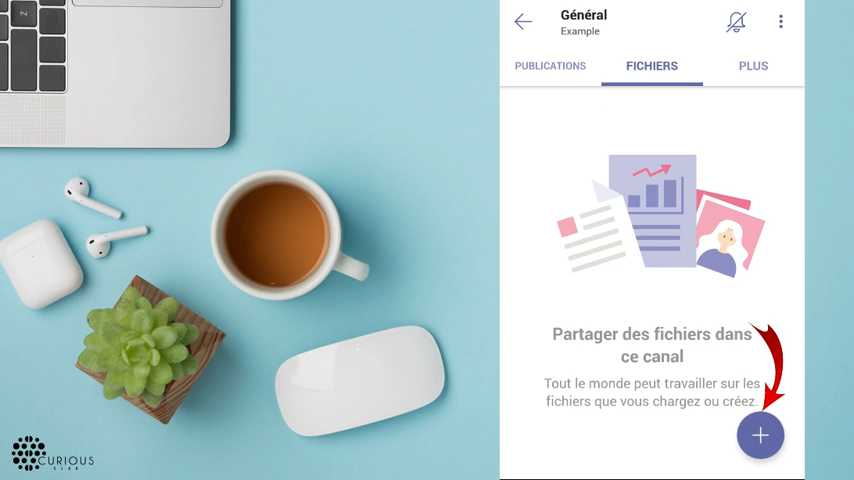 Général
Example
PUBLICATIONS
FICHIERS
PLUS
Partager des fichiers dans
ce canal
Tout le monde peut travailler sur les
fichiers que vous chargez ou créez.
CURIOUS
CLUB